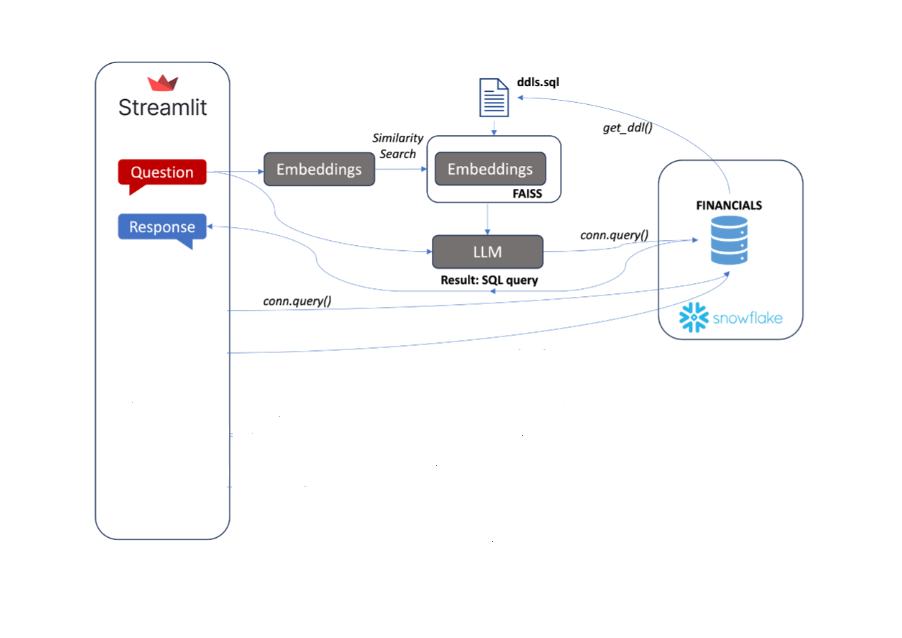 Streamlit
Question
Response
Embeddings
Similarity
Search
ddls.sql
Embeddings
FAISS
LLM
Result: SQL query
conn.query()
conn.query()
get_ddl()
FINANCIALS
snowflake